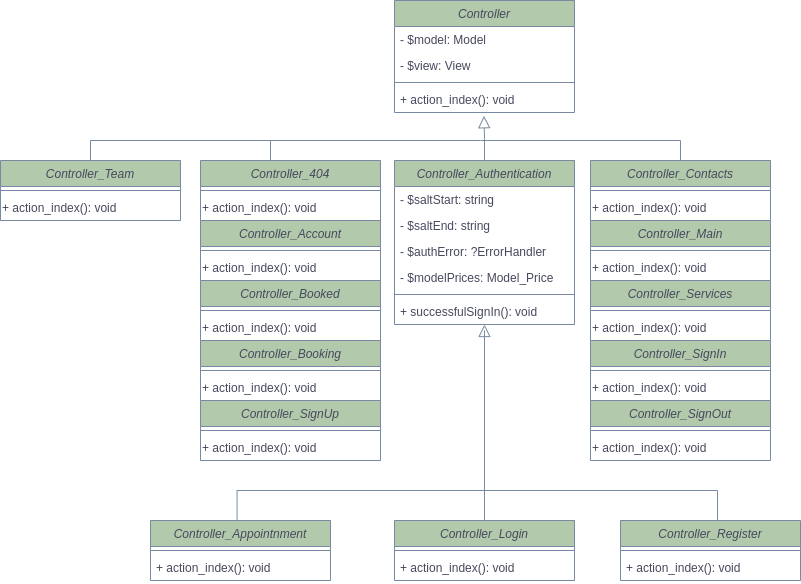 Controller
- $model: Model
- $view: View
+ action_index(): void
Controller_Team
+ action_index(): void
Controller_404
+ action_index(): void
Controller_Account
+ action_index(): void
Controller_Booked
+ action_index(): void
Controller_Booking
+ action_index(): void
Controller_SignUp
+ action_index(): void
Controller_Authentication
- $saltStart: string
- $saltEnd: string
- $authError: ?ErrorHandler
- $modelPrices: Model_Price
+ successfulSignIn(): void
Controller_Contacts
+ action_index(): void
Controller_Main
+ action_index(): void
Controller_Services
+ action_index(): void
Controller_SignIn
+ action_index(): void
Controller_SignOut
+ action_index(): void
Controller_Appointnment
+ action_index(): void
Controller_Login
+ action_index(): void
Controller_Register
+ action_index(): void